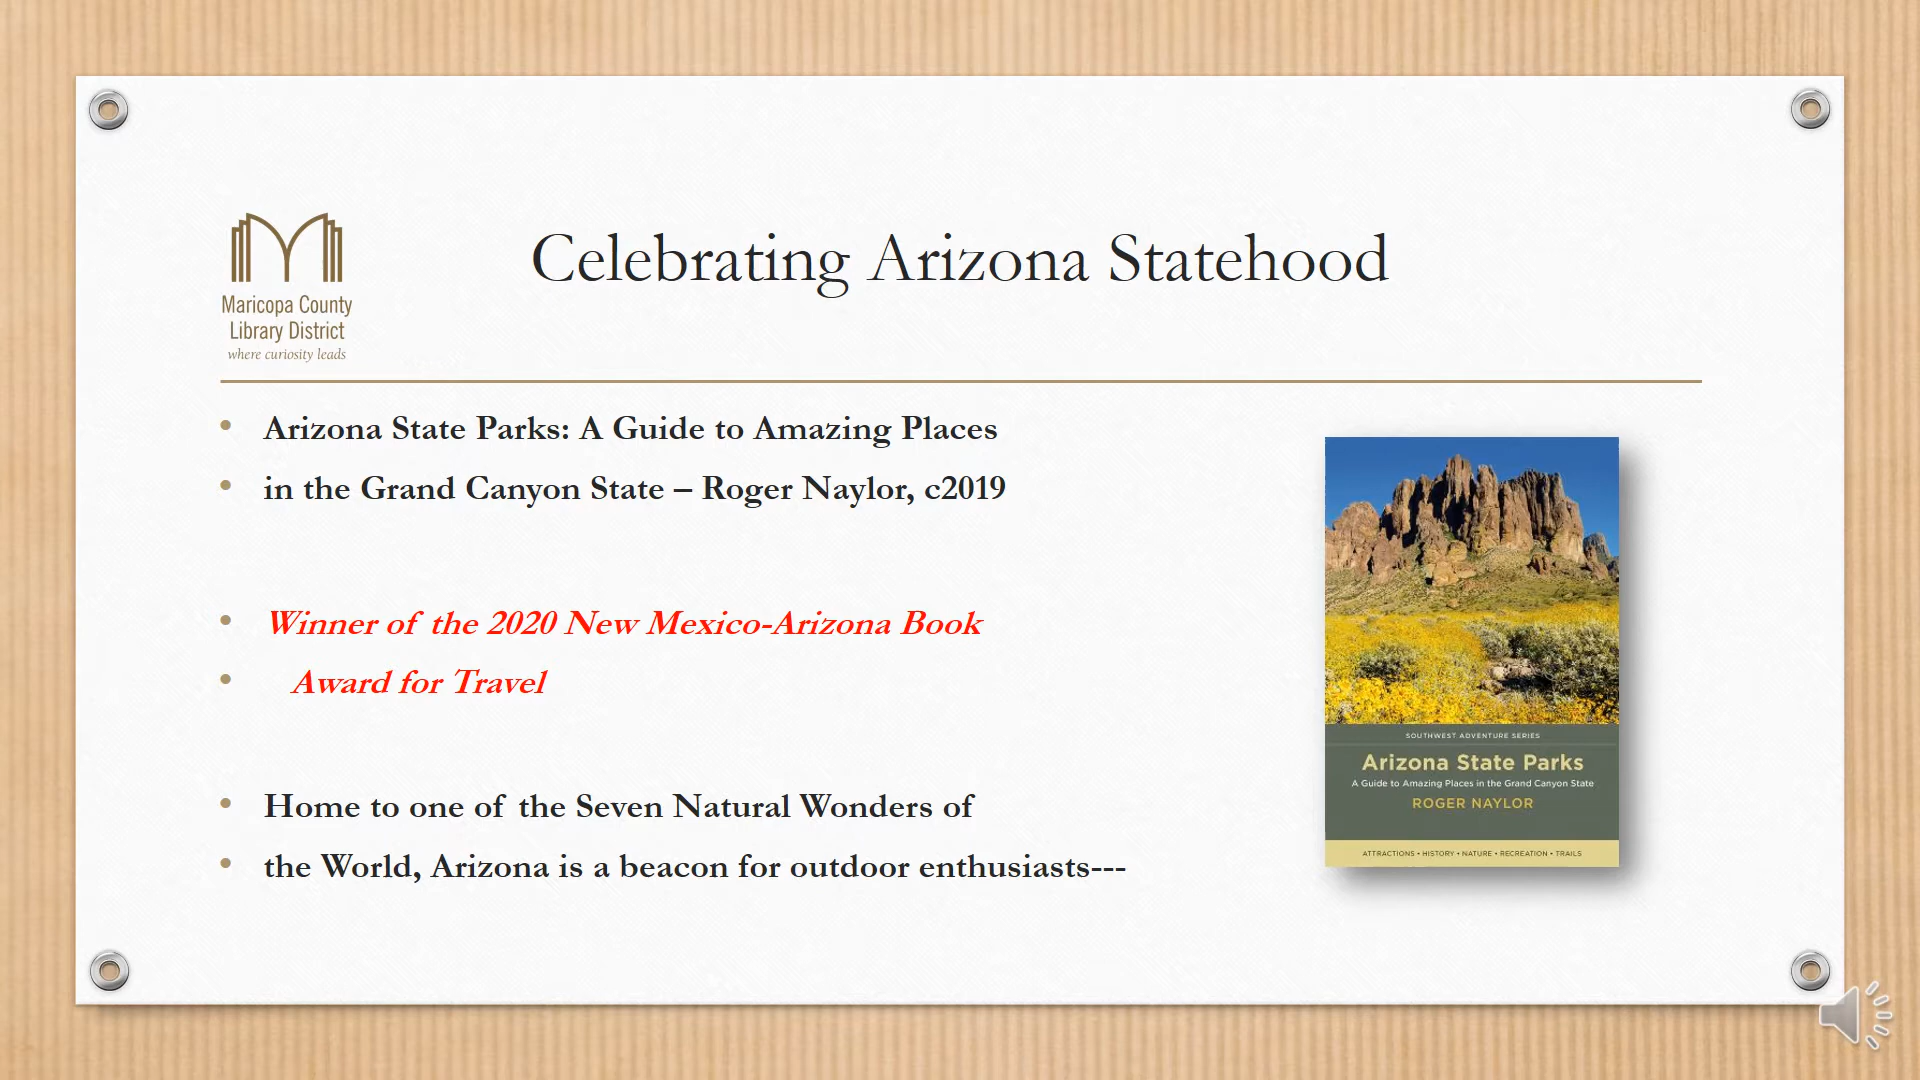 Maricopa County
Library District
where curiosity leads
Celebrating Arizona Statehood
• Arizona State Parks: A Guide to Amazing Places
• in the Grand Canyon State – Roger Naylor, c2019
• Winner of the 2020 New Mexico-Arizona Book
• Award for Travel
• Home to one of the Seven Natural Wonders of
• the World, Arizona is a beacon for outdoor enthusiasts---
SOUTHWEST ADVENTURE SERIES
Arizona State Parks
A Guide to Amazing Places in the Grand Canyon State
ROGER NAYLOR
ATTRACTIONS • HISTORY • NATURE • RECREATION • TRAILS